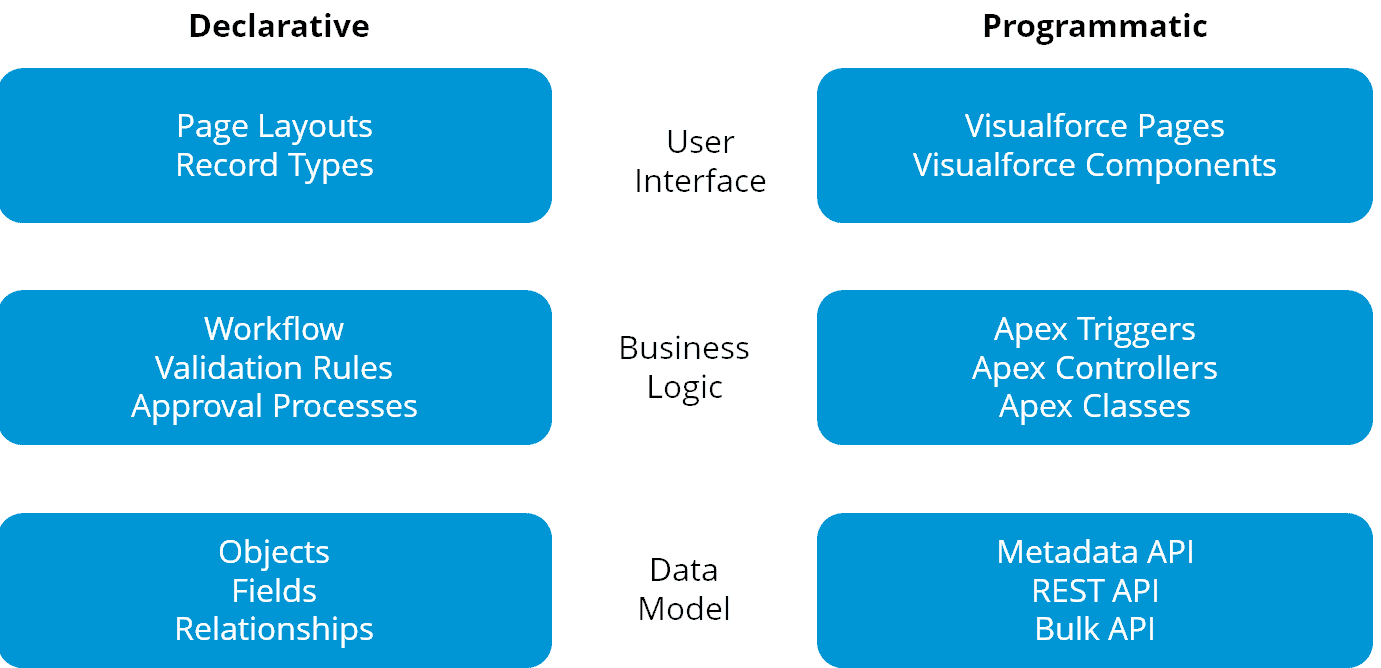 Declarative
Programmatic
Page Layouts
Record Types
User
Interface
Visualforce Pages
Visualforce Components
Workflow
Validation Rules
Approval Processes
Business
Logic
Apex Triggers
Apex Controllers
Apex Classes
Objects
Fields
Relationships
Data
Model
Metadata API
REST API
Bulk API